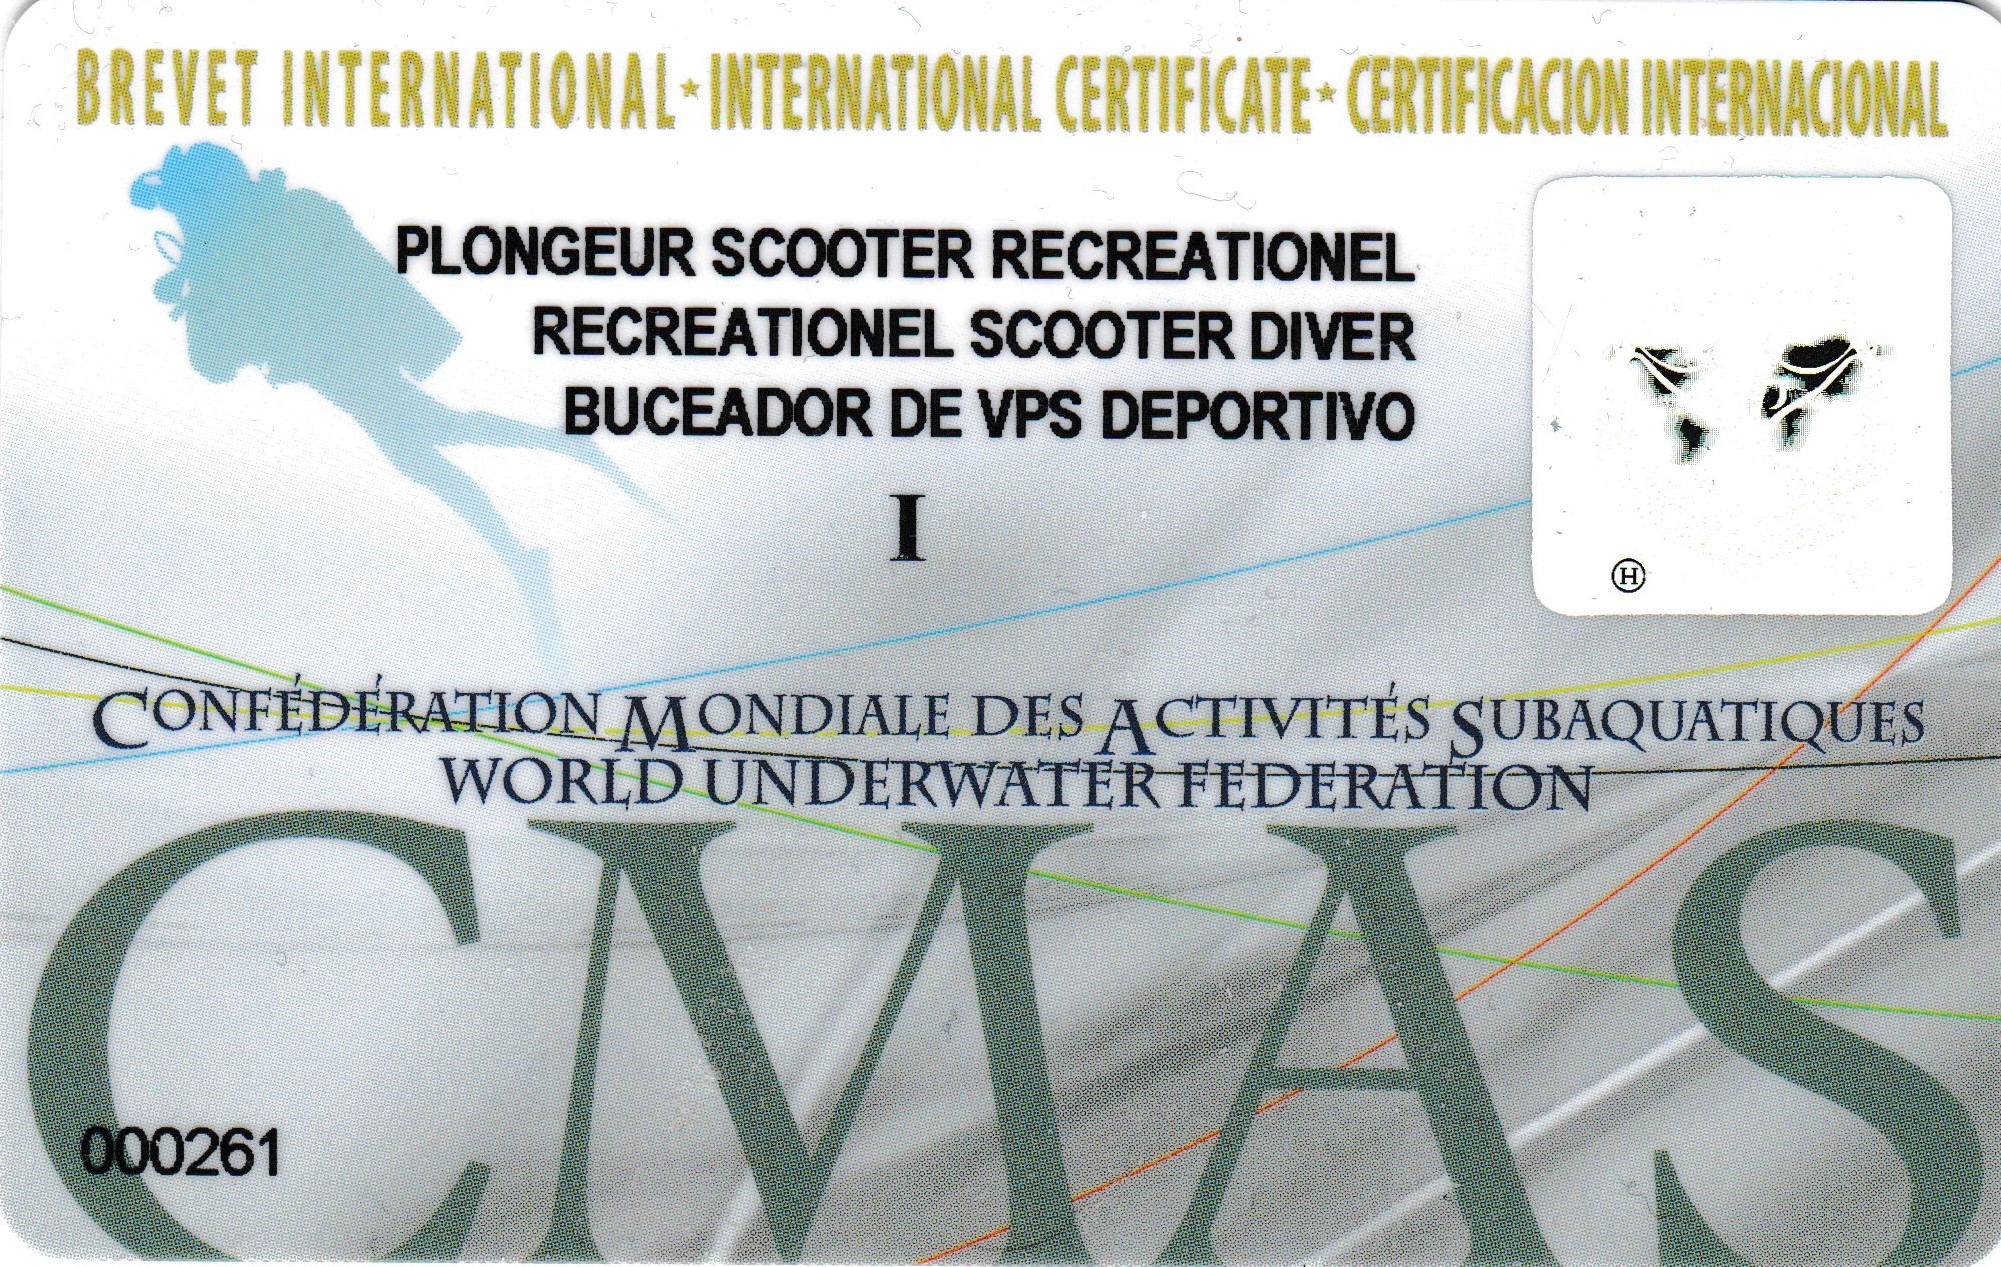 BREVET INTERNATIONAL * INTERNATIONAL CERTIFICATE * CERTIFICACION INTERNACIONAL
PLONGEUR SCOOTER RECREATIONEL
RECREATIONEL SCOOTER DIVER
BUCEADOR DE VPS DEPORTIVO
I
Ⓗ
CONFÉDÉRATION MONDIALE DES ACTIVITÉS SUBAQUATIQUES
WORLD UNDERWATER FEDERATION
CMAS
000261